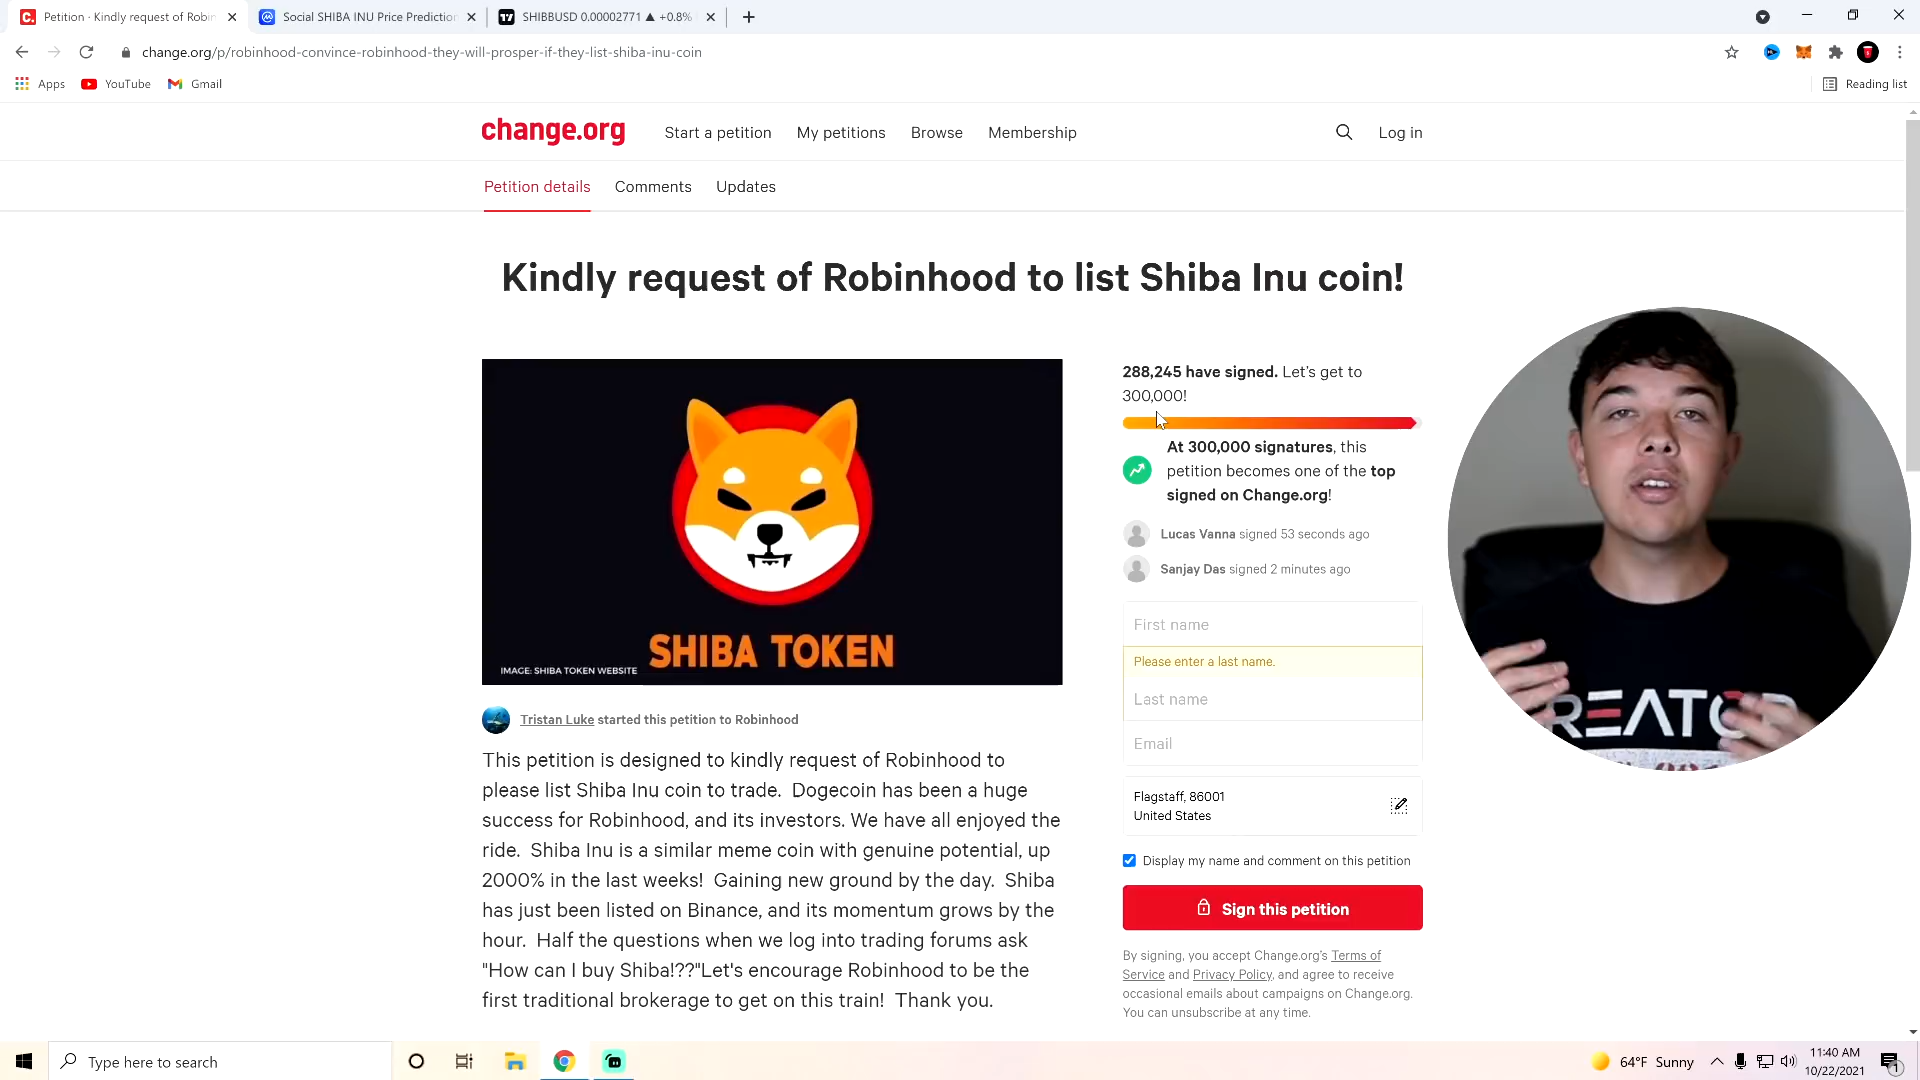 Petition · Kindly request of Robin
Social SHIBA INU Price Prediction
SHIBBUSD 0.00002771 ▲ +0.8%
change.org/p/robinhood-convince-robinhood-they-will-prosper-if-they-list-shiba-inu-coin
Apps
YouTube
Gmail
Reading list
change.org
Start a petition
My petitions
Browse
Membership
Log in
Petition details
Comments
Updates
Kindly request of Robinhood to list Shiba Inu coin!
SHIBA TOKEN
IMAGE: SHIBA TOKEN WEBSITE
Tristan Luke started this petition to Robinhood
This petition is designed to kindly request of Robinhood to
please list Shiba Inu coin to trade. Dogecoin has been a huge
success for Robinhood, and its investors. We have all enjoyed the
ride. Shiba Inu is a similar meme coin with genuine potential, up
2000% in the last weeks! Gaining new ground by the day. Shiba
has just been listed on Binance, and its momentum grows by the
hour. Half the questions when we log into trading forums ask
"How can I buy Shiba!??"Let's encourage Robinhood to be the
first traditional brokerage to get on this train! Thank you.
288,245 have signed. Let's get to
300,000!
At 300,000 signatures, this
petition becomes one of the top
signed on Change.org!
Lucas Vanna signed 53 seconds ago
Sanjay Das signed 2 minutes ago
First name
Please enter a last name.
Last name
Email
Flagstaff, 86001
United States
Display my name and comment on this petition
Sign this petition
By signing, you accept Change.org's Terms of
Service and Privacy Policy, and agree to receive
occasional emails about campaigns on Change.org.
You can unsubscribe at any time.
Type here to search
64°F Sunny
11:40 AM
10/22/2021
1